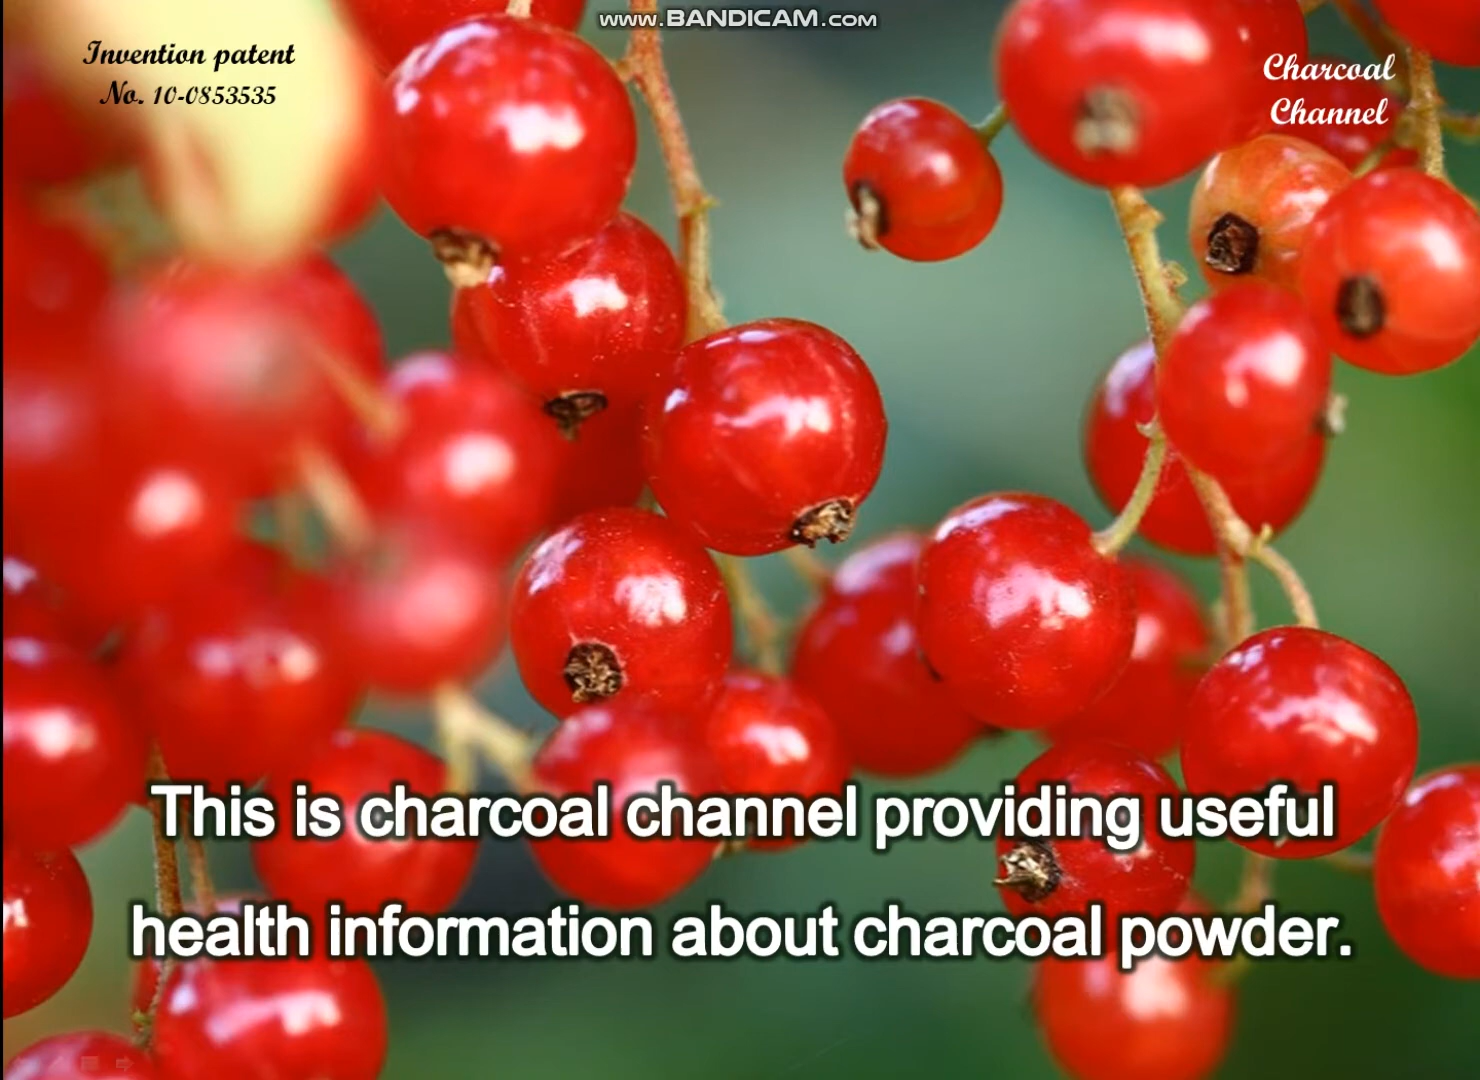 www.BANDICAM.com
Invention patent
No. 10-0853535
Charcoal
Channel
This is charcoal channel providing useful
health information about charcoal powder.